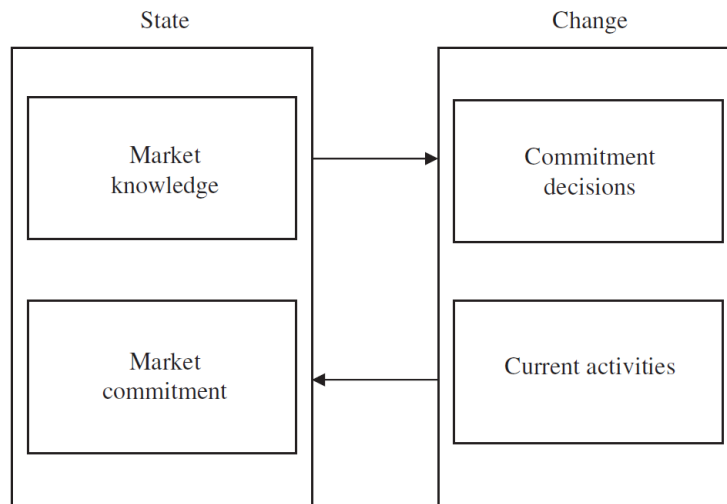 State
Change
Market
knowledge
Commitment
decisions
Market
commitment
Current activities